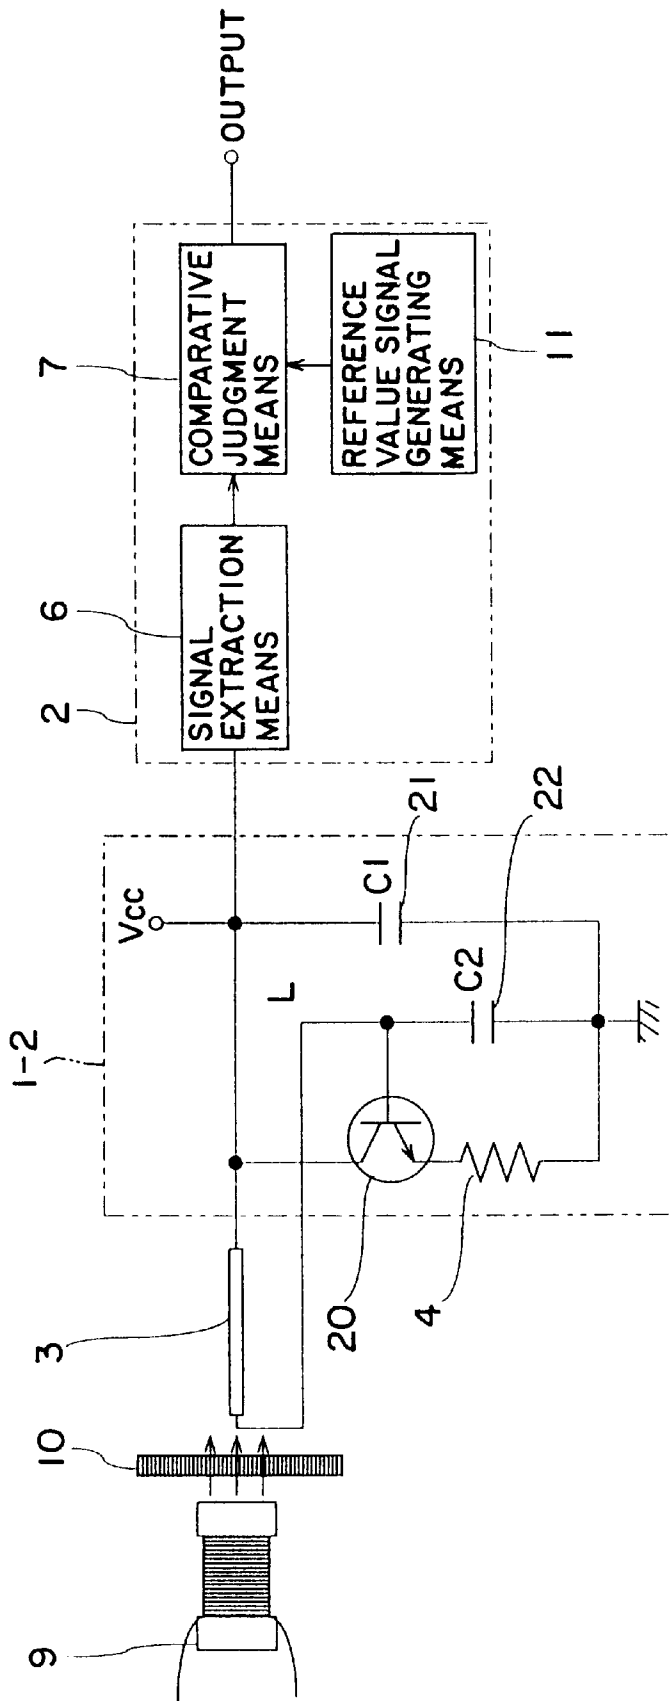 9
10
3
20
4
1-2
Vcc
L
C2
C1
21
22
2
6
SIGNAL
EXTRACTION
MEANS
7
COMPARATIVE
JUDGMENT
MEANS
REFERENCE
VALUE SIGNAL
GENERATING
MEANS
11
OUTPUT